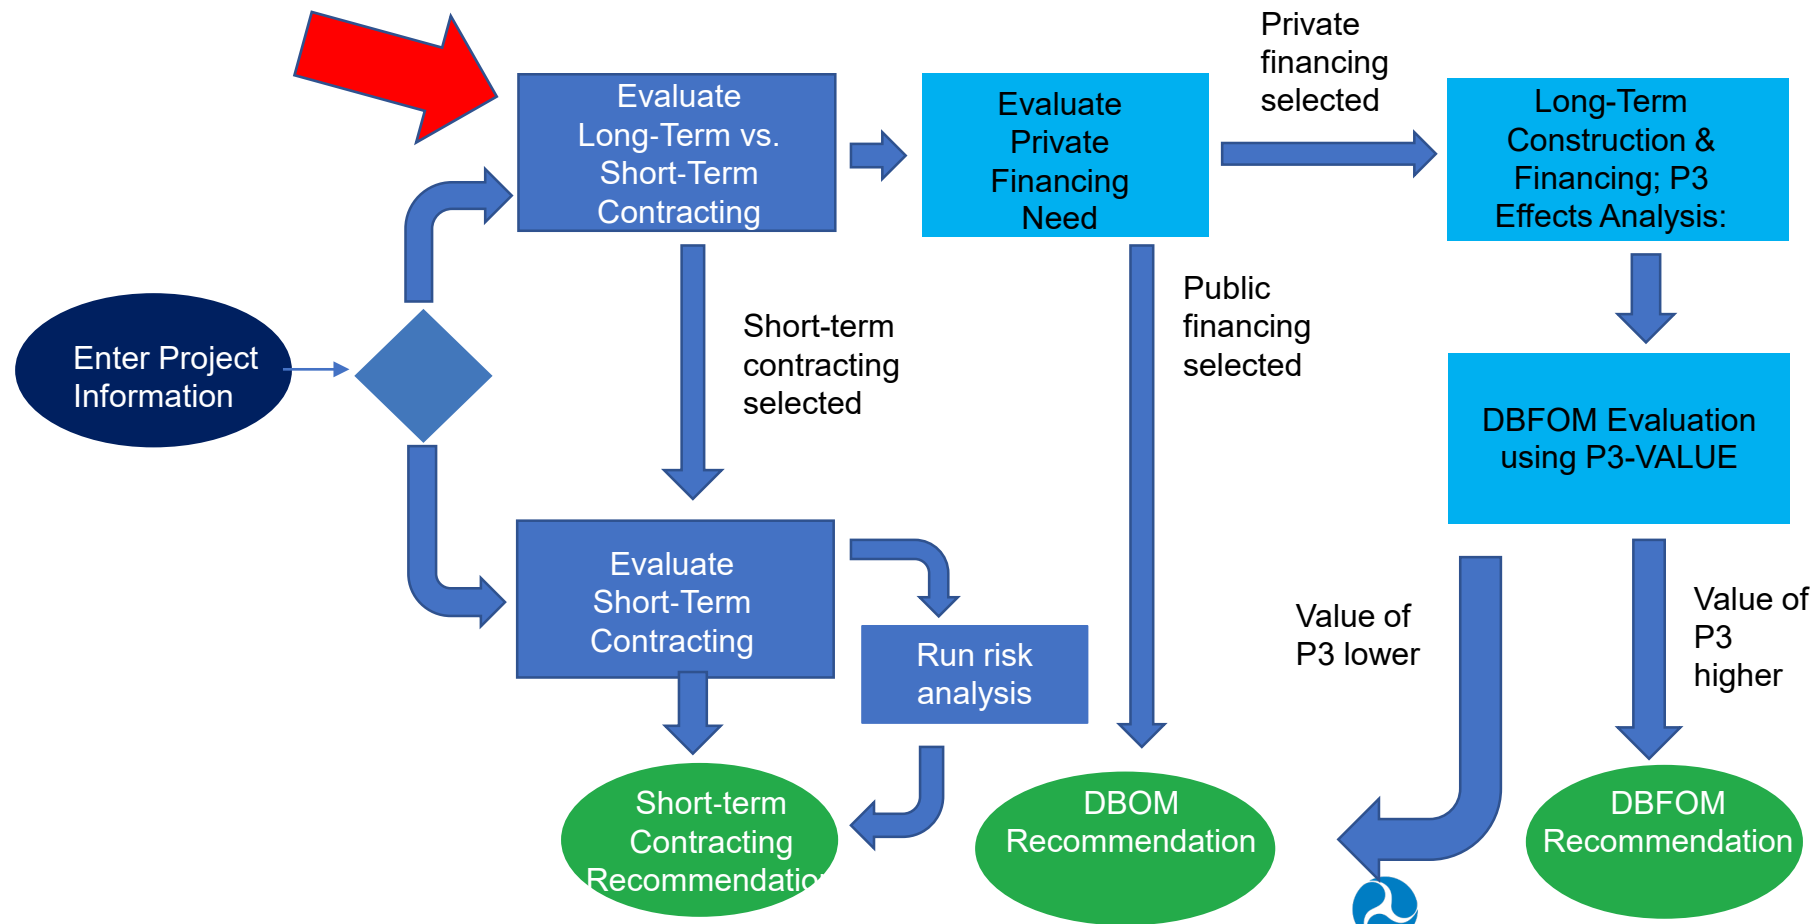 Private
financing
selected
Evaluate
Long-Term vs.
Short-Term
Contracting
Evaluate
Private
Financing
Need
Long-Term
Construction &
Financing; P3
Effects Analysis:
Public
financing
selected
Short-term
contracting
selected
Enter Project
Information
DBFOM Evaluation
using P3-VALUE
Evaluate
Short-Term
Contracting
Run risk
analysis
Value of
P3 lower
Value of
P3
higher
Short-term
Contracting
Recommendation
DBOM
Recommendation
DBFOM
Recommendation